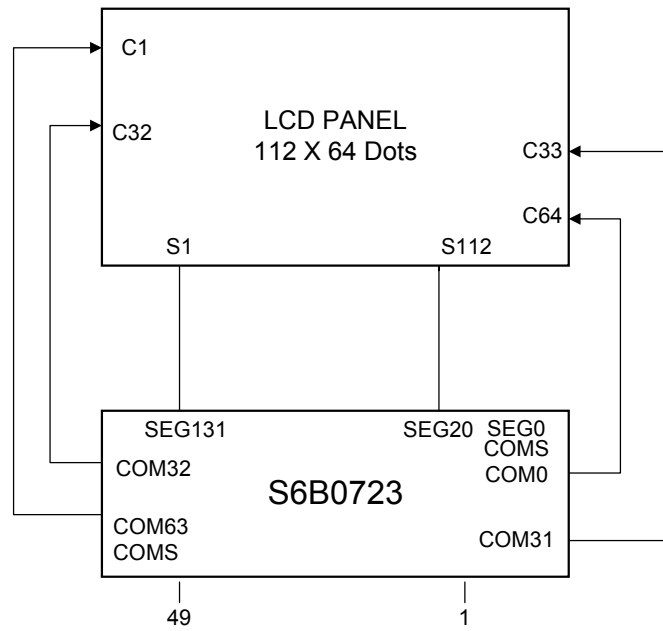 C1
C32
LCD PANEL
112 X 64 Dots
C33
C64
S1
S112
SEG131
SEG20
SEG0
COMS
COM0
COM32
S6B0723
COM63
COMS
COM31
49
1